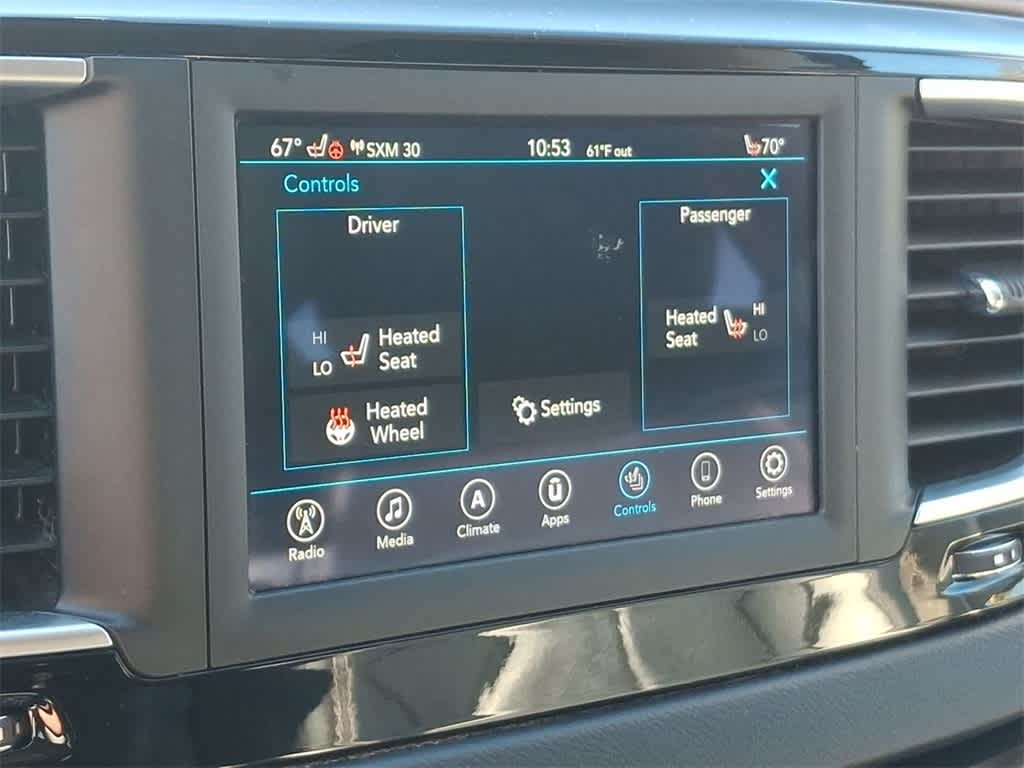 67° SXM 30 10:53 61°F out 70°
Controls X
Driver
Passenger
HI
LO
Heated
Seat
Heated
Wheel
Settings
Heated
Seat
HI
LO
Radio
Media
A
Climate
Apps
Controls
Phone
Settings